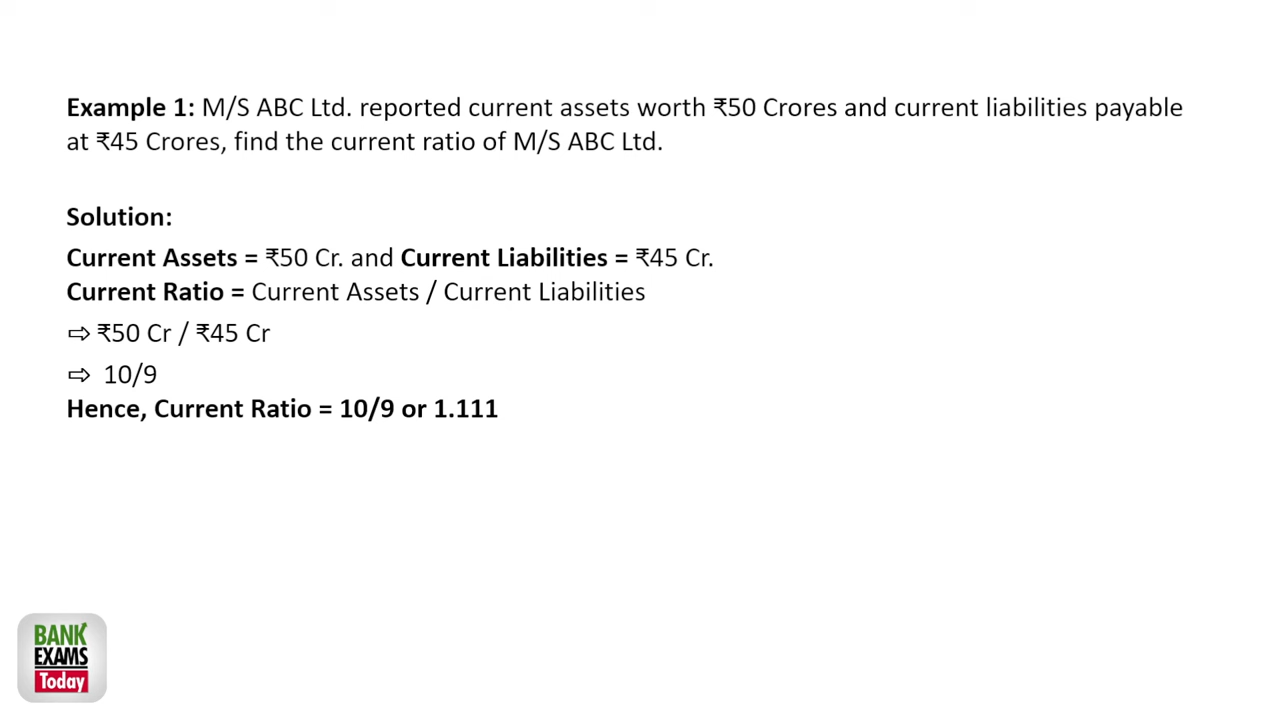 Example 1: M/S ABC Ltd. reported current assets worth ₹50 Crores and current liabilities payable
at ₹45 Crores, find the current ratio of M/S ABC Ltd.
Solution:
Current Assets = ₹50 Cr. and Current Liabilities = ₹45 Cr.
Current Ratio = Current Assets / Current Liabilities
⇨ ₹50 Cr / ₹45 Cr
⇨ 10/9
Hence, Current Ratio = 10/9 or 1.111
BANK
EXAMS
Today